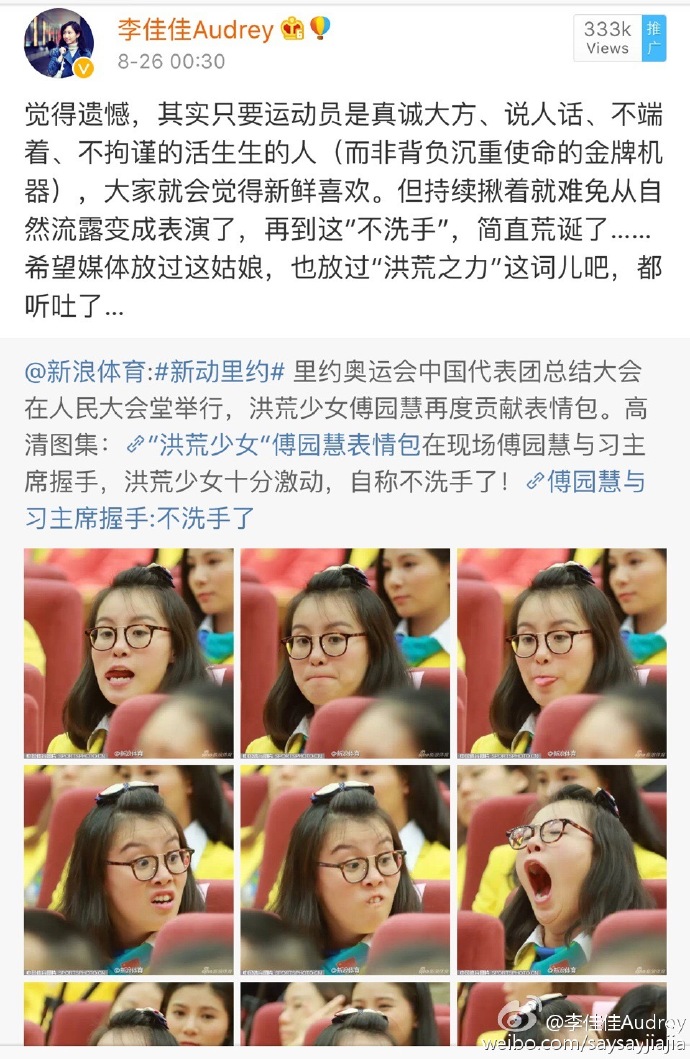 李佳佳Audrey
333k
Views
推
广
8-26 00:30
觉得遗憾，其实只要运动员是真诚大方、说人话、不端
着、不拘谨的活生生的人（而非背负沉重使命的金牌机
器），大家就会觉得新鲜喜欢。但持续揪着就难免从自
然流露变成表演了，再到这”不洗手”，简直荒诞了……
希望媒体放过这姑娘，也放过“洪荒之力”这词儿吧，都
听吐了...
@新浪体育:#新动里约# 里约奥运会中国代表团总结大会
在人民大会堂举行，洪荒少女傅园慧再度贡献表情包。高
清图集：“洪荒少女“傅园慧表情包在现场傅园慧与习主
席握手，洪荒少女十分激动，自称不洗手了！傅园慧与
习主席握手:不洗手了
@新浪体育
@新浪体育
@新浪体育
@新浪体育
@新浪体育
@新浪体育
@李佳佳Audrey
weibo.com/saysayjiajia